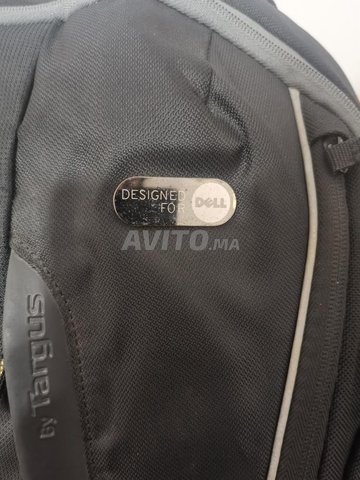 DESIGNED
FOR
DELL
AVITO.MA
By Targus